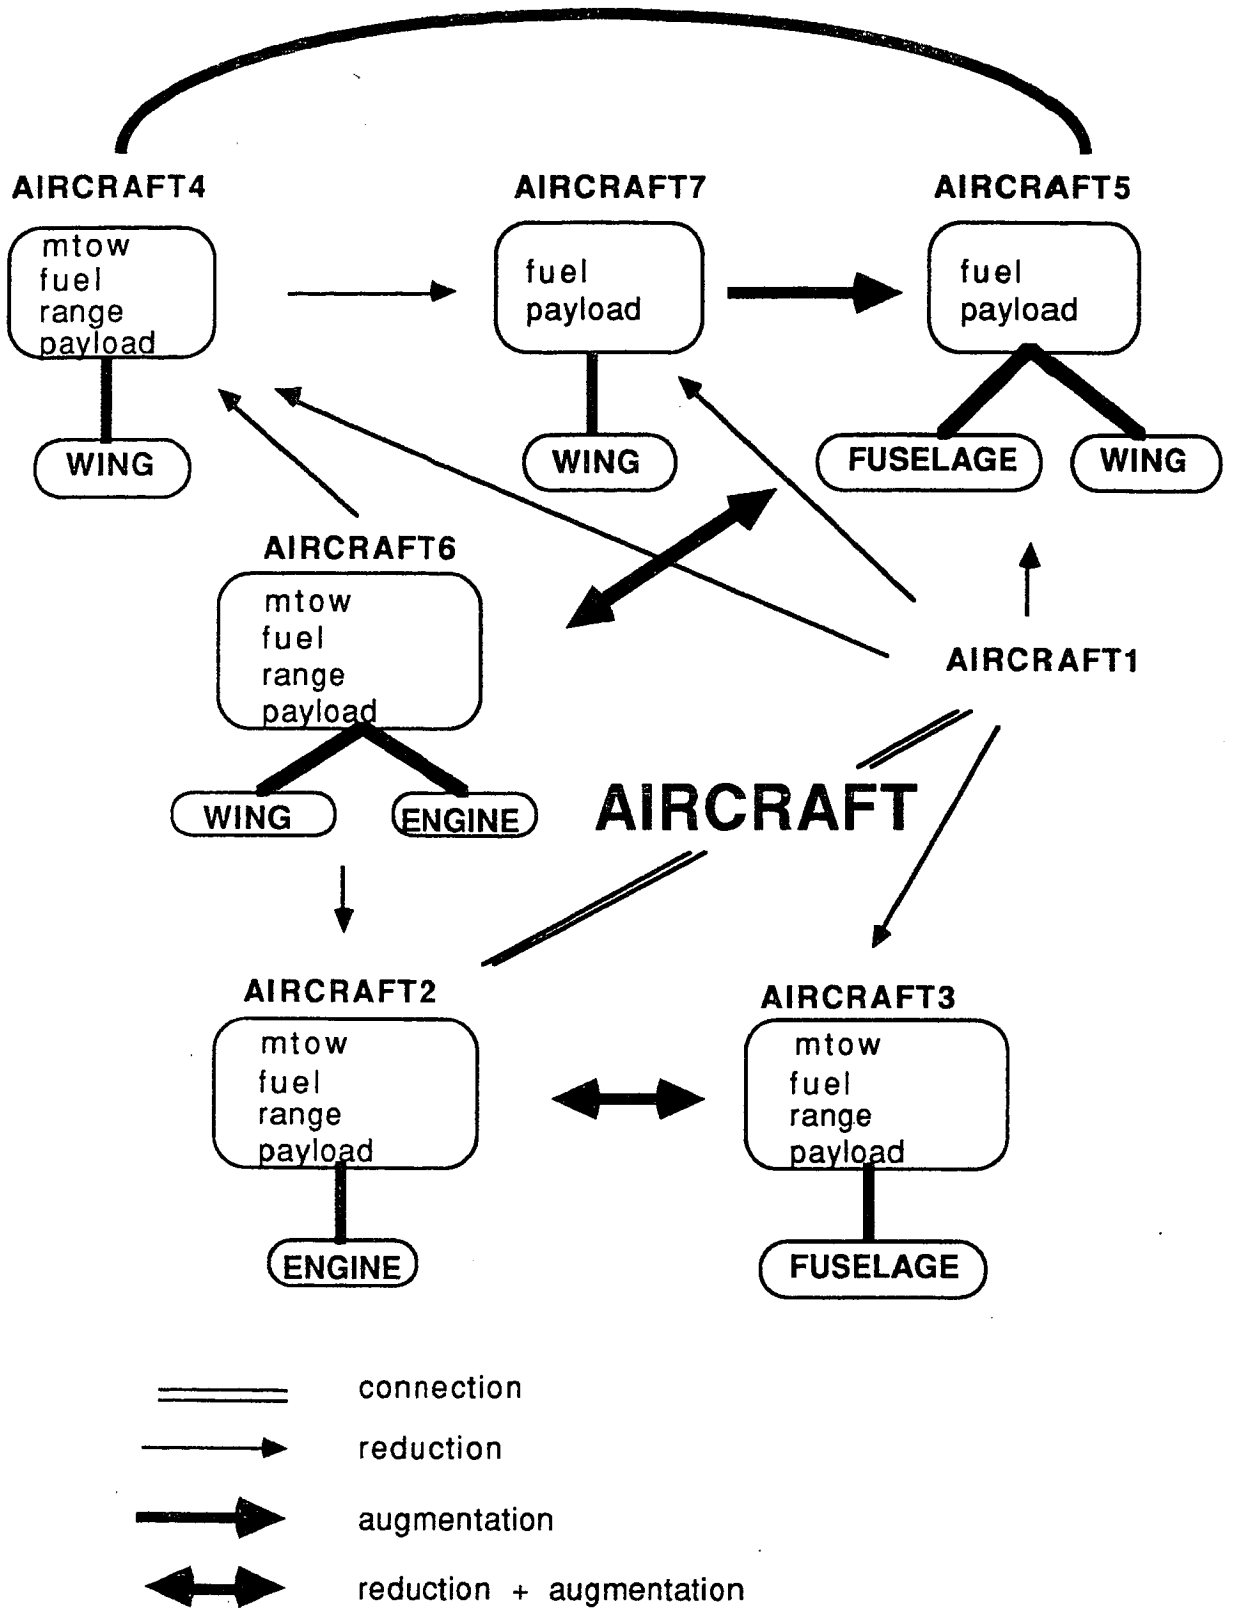 AIRCRAFT4
mtow
fuel
range
payload
WING
AIRCRAFT7
fuel
payload
WING
AIRCRAFT5
fuel
payload
FUSELAGE
WING
AIRCRAFT6
mtow
fuel
range
payload
WING
ENGINE
AIRCRAFT1
AIRCRAFT
AIRCRAFT2
mtow
fuel
range
payload
ENGINE
AIRCRAFT3
mtow
fuel
range
payload
FUSELAGE
connection
reduction
augmentation
reduction + augmentation